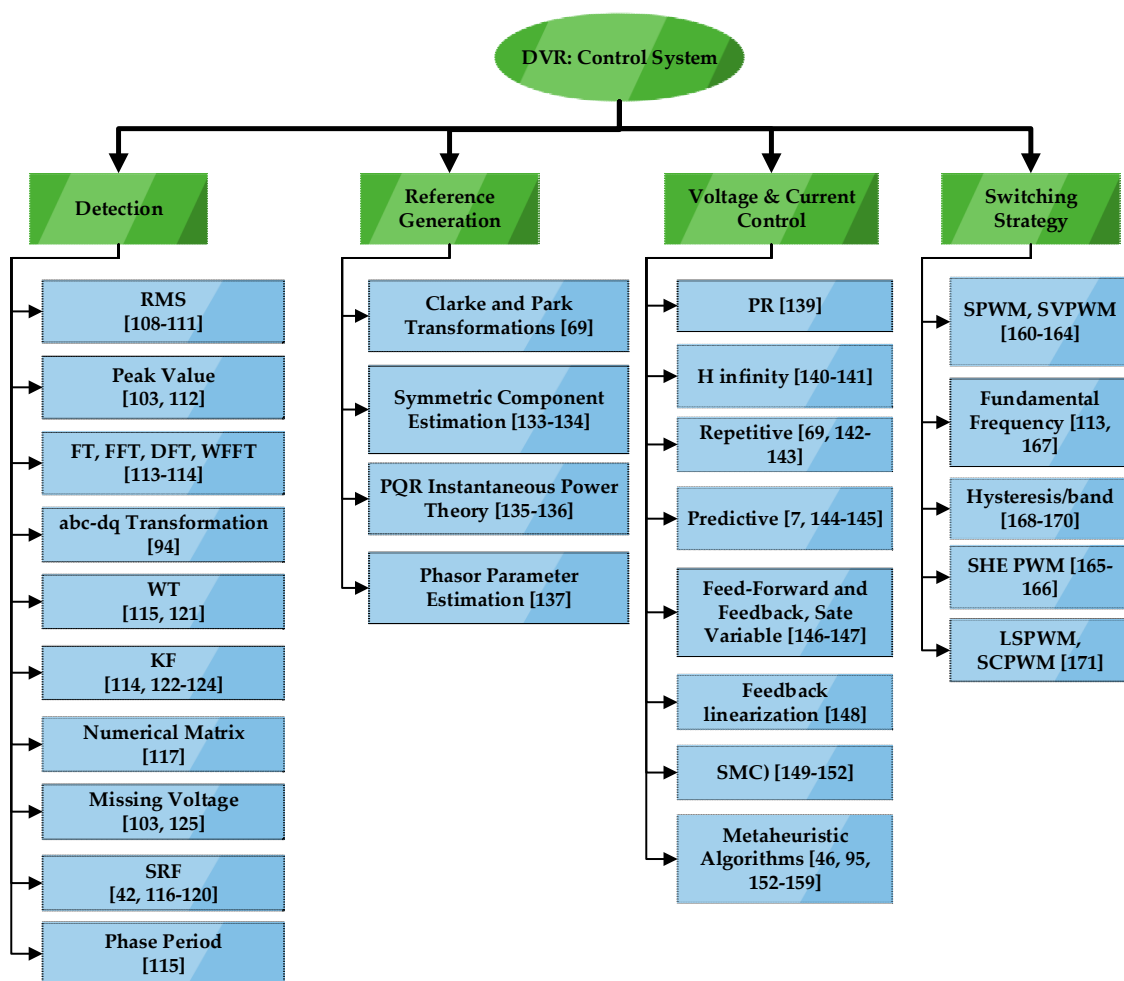 DVR: Control System
Detection
RMS
[108-111]
Peak Value
[103, 112]
FT, FFT, DFT, WFFT
[113-114]
abc-dq Transformation
[94]
WT
[115, 121]
KF
[114, 122-124]
Numerical Matrix
[117]
Missing Voltage
[103, 125]
SRF
[42, 116-120]
Phase Period
[115]
Reference
Generation
Clarke and Park
Transformations [69]
Symmetric Component
Estimation [133-134]
PQR Instantaneous Power
Theory [135-136]
Phasor Parameter
Estimation [137]
Voltage & Current
Control
PR [139]
H infinity [140-141]
Repetitive [69, 142-
143]
Predictive [7, 144-145]
Feed-Forward and
Feedback, Sate
Variable [146-147]
Feedback
linearization [148]
SMC) [149-152]
Metaheuristic
Algorithms [46, 95,
152-159]
Switching
Strategy
SPWM, SVPWM
[160-164]
Fundamental
Frequency [113,
167]
Hysteresis/band
[168-170]
SHE PWM [165-
166]
LSPWM,
SCPWM [171]